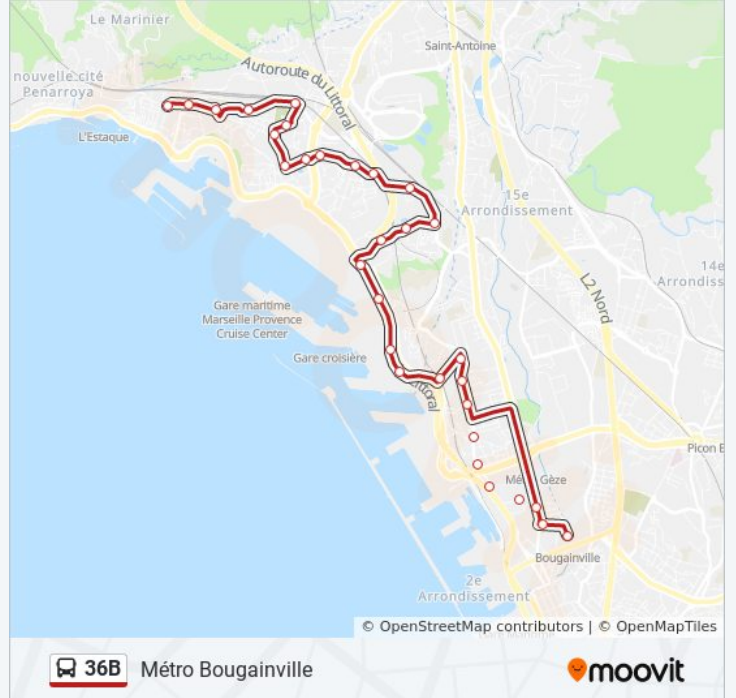 Le Marinier
Saint-Antoine
Autoroute du Littoral
nouvelle cité
Penarroya
L'Estaque
15e
Arrondissement
14e
Arrondiss
L2 Nord
Gare maritime
Marseille Provence
Cruise Center
Gare croisière
Littoral
Picon B
Gèze
Bougainville
2e
Arrondissement
© OpenStreetMap contributors | © OpenMapTiles
36B Métro Bougainville
moovit